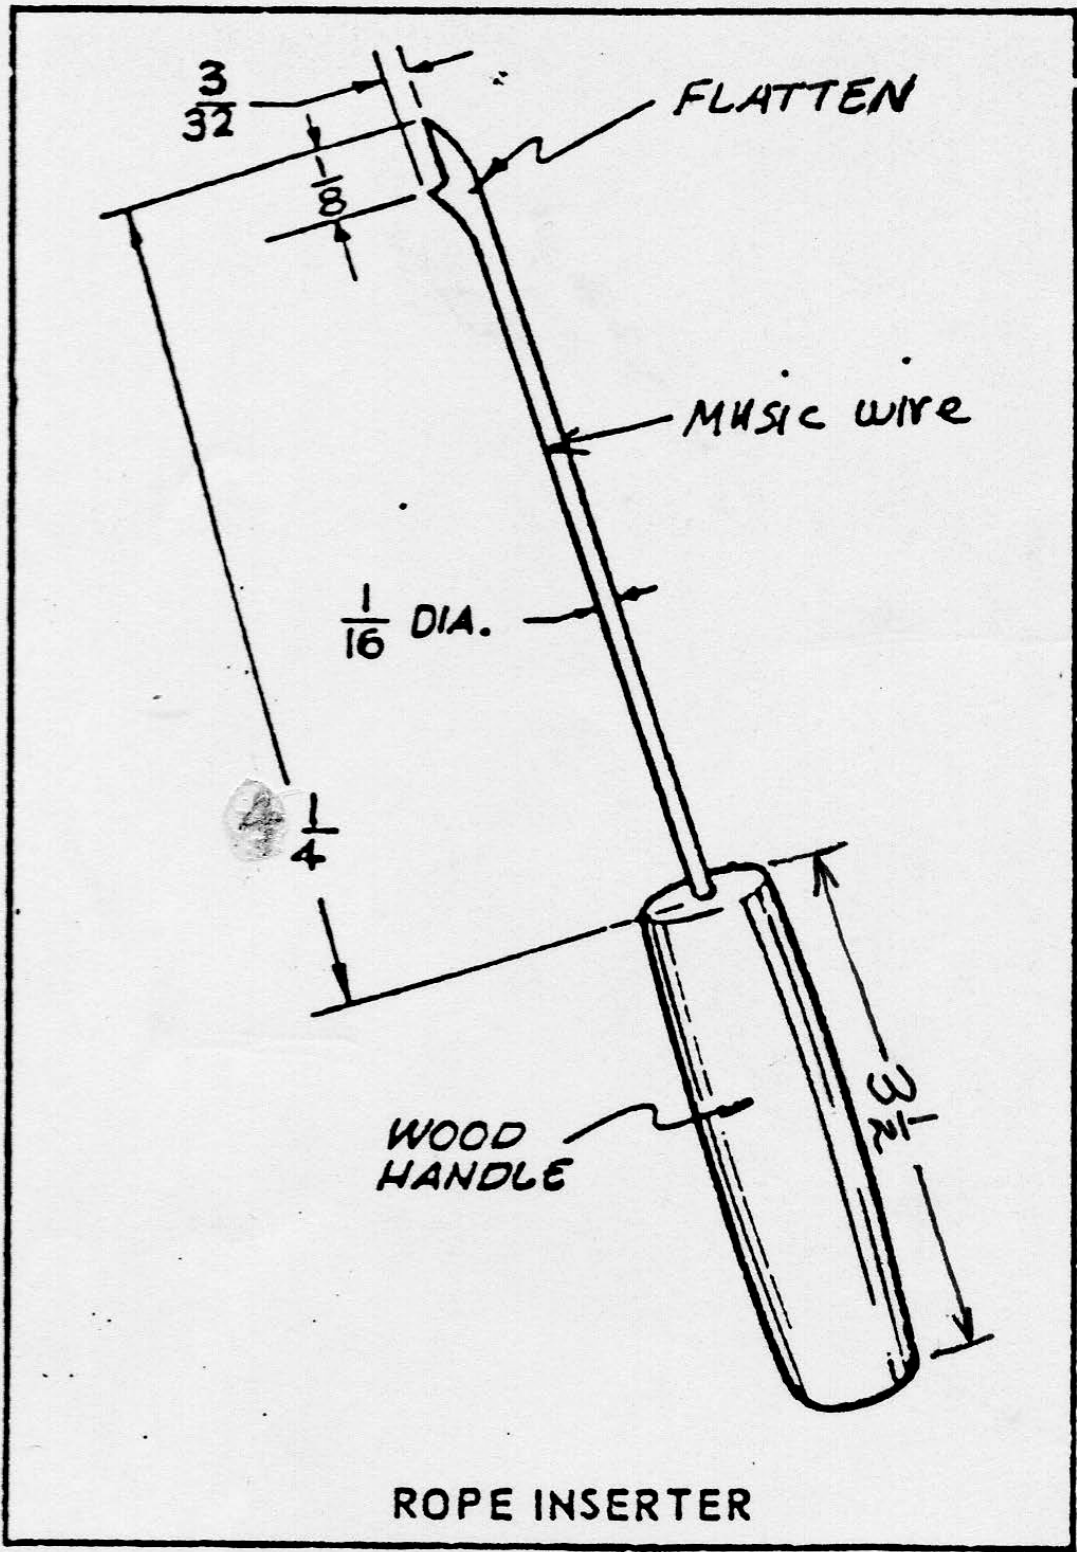 3/32
FLATTEN
1/8
MUSIC wire
1/16 DIA.
4 1/4
3 1/2
WOOD
HANDLE
ROPE INSERTER